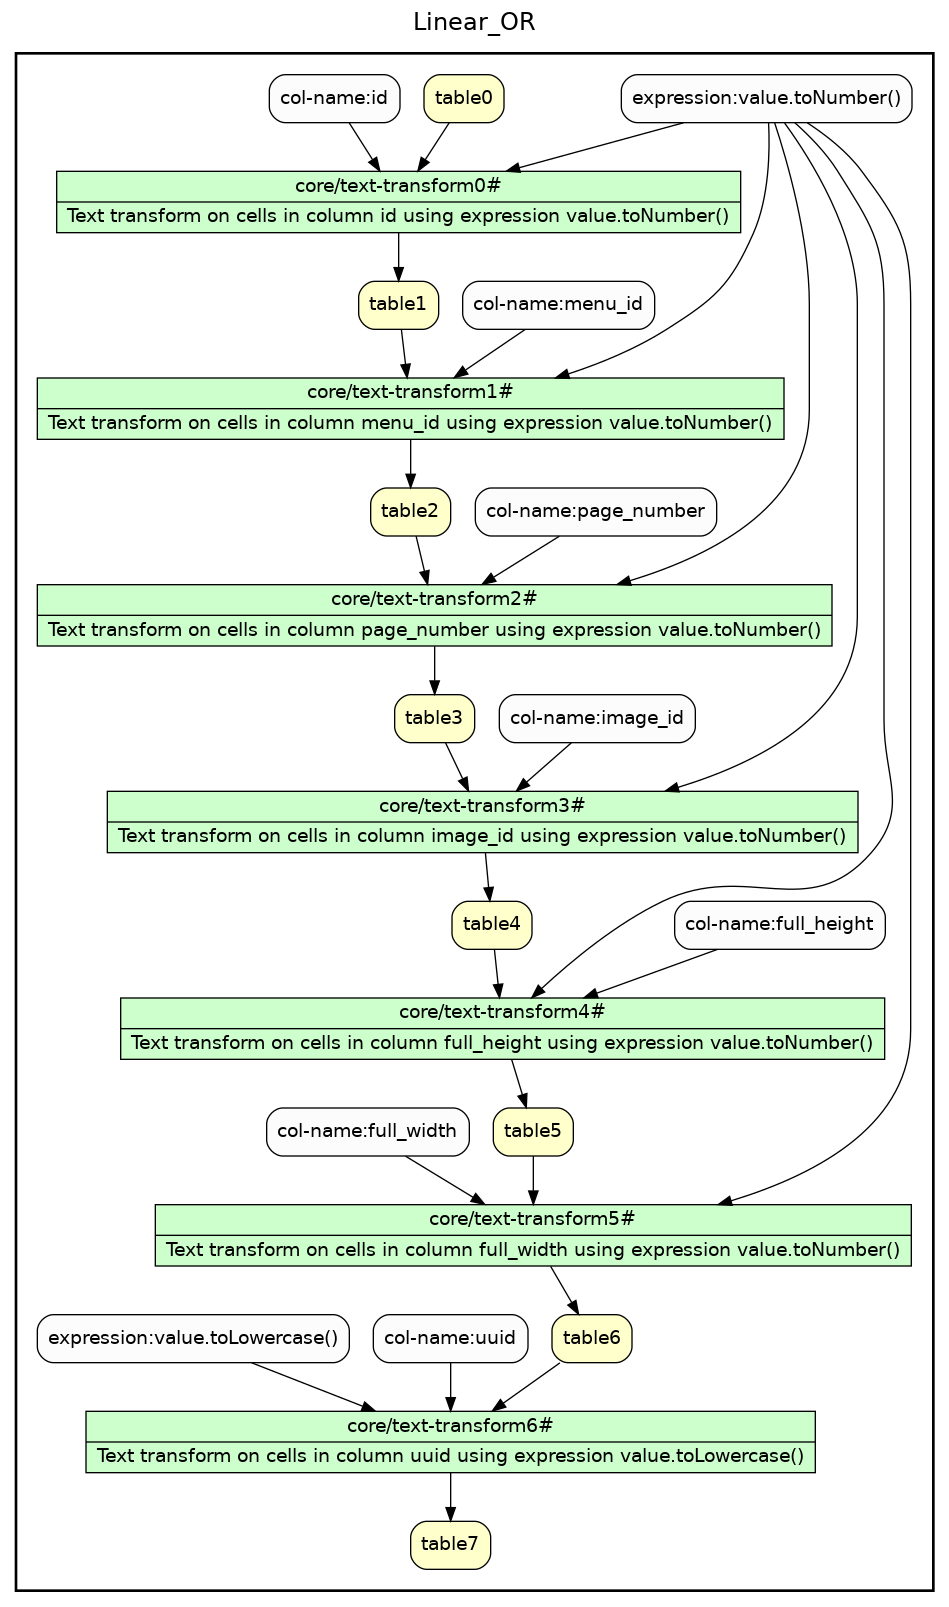 Linear_OR
col-name:id
table0
expression:value.toNumber()
core/text-transform0#
Text transform on cells in column id using expression value.toNumber()
table1
col-name:menu_id
core/text-transform1#
Text transform on cells in column menu_id using expression value.toNumber()
table2
col-name:page_number
core/text-transform2#
Text transform on cells in column page_number using expression value.toNumber()
table3
col-name:image_id
core/text-transform3#
Text transform on cells in column image_id using expression value.toNumber()
table4
col-name:full_height
core/text-transform4#
Text transform on cells in column full_height using expression value.toNumber()
col-name:full_width
table5
core/text-transform5#
Text transform on cells in column full_width using expression value.toNumber()
expression:value.toLowercase()
col-name:uuid
table6
core/text-transform6#
Text transform on cells in column uuid using expression value.toLowercase()
table7